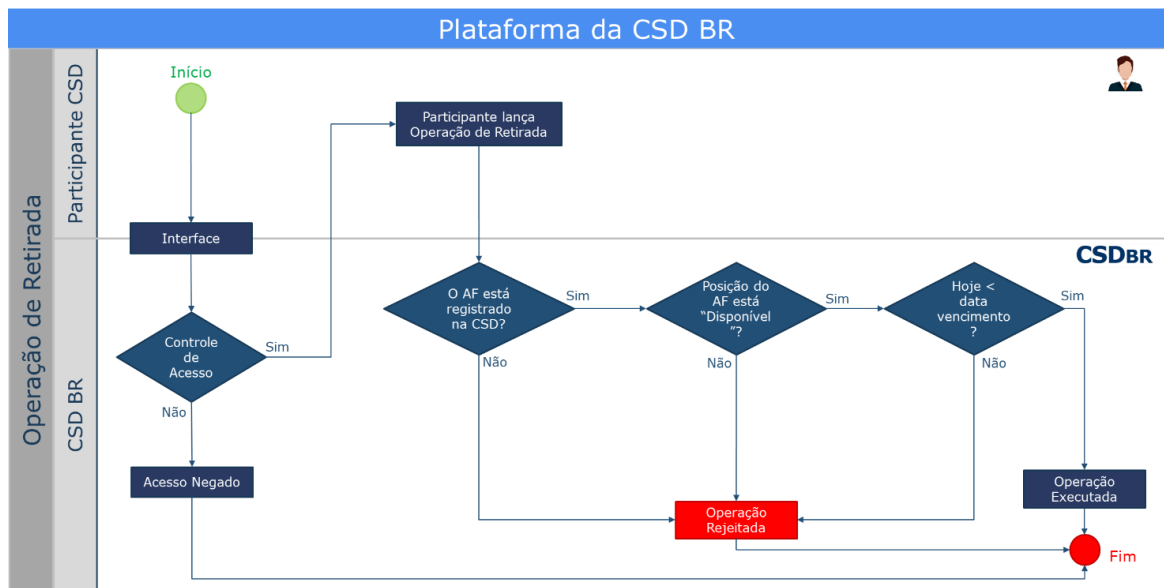 Plataforma da CSD BR
Operação de Retirada
Participante CSD
CSD BR
Início
Participante lança
Operação de Retirada
Interface
CSDBR
Controle
de
Acesso
Sim
Não
Acesso Negado
O AF está
registrado
na CSD?
Sim
Não
Posição do
AF está
“Disponível
”?
Sim
Não
Hoje <
data
vencimento
?
Sim
Não
Operação
Rejeitada
Operação
Executada
Fim